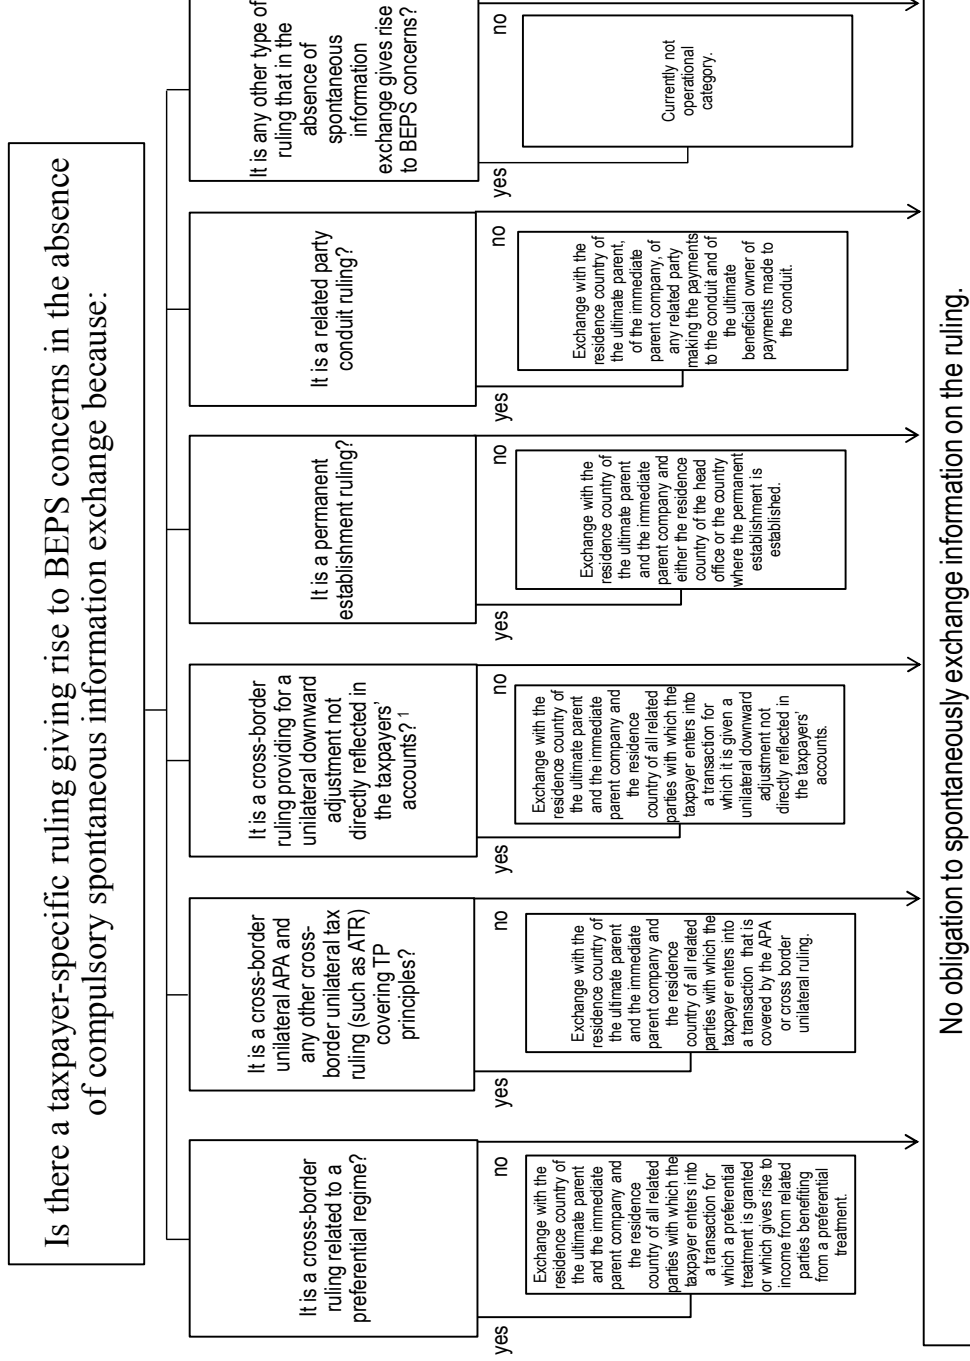 Is there a taxpayer-specific ruling giving rise to BEPS concerns in the absence
of compulsory spontaneous information exchange because:
It is a cross-border
ruling related to a
preferential regime?
yes
no
Exchange with the
residence country of
the ultimate parent
and the immediate
parent company and
the residence
country of all related
parties with which the
taxpayer enters into
a transaction for
which a preferential
treatment is granted
or which gives rise to
income from related
parties benefiting
from a preferential
treatment.
It is a cross-border
unilateral APA and
any other cross-
border unilateral tax
ruling (such as ATR)
covering TP
principles?
yes
no
Exchange with the
residence country of
the ultimate parent
and the immediate
parent company and
the residence
country of all related
parties with which the
taxpayer enters into
a transaction that is
covered by the APA
or cross border
unilateral ruling.
It is a cross-border
ruling providing for a
unilateral downward
adjustment not
directly reflected in
the taxpayers'
accounts? 1
yes
no
Exchange with the
residence country of
the ultimate parent
and the immediate
parent company and
the residence
country of all related
parties with which the
taxpayer enters into
a transaction for
which it is given a
unilateral downward
adjustment not
directly reflected in
the taxpayers'
accounts.
It is a permanent
establishment ruling?
yes
no
Exchange with the
residence country of
the ultimate parent
and the immediate
parent company and
either the residence
country of the head
office or the country
where the permanent
establishment is
established.
It is a related party
conduit ruling?
yes
no
Exchange with the
residence country of
the ultimate parent,
of the immediate
parent company, of
any related party
making the payments
to the conduit and of
the ultimate
beneficial owner of
payments made to
the conduit.
It is any other type of
ruling that in the
absence of
spontaneous
information
exchange gives rise
to BEPS concerns?
yes
no
Currently not
operational
category.
No obligation to spontaneously exchange information on the ruling.